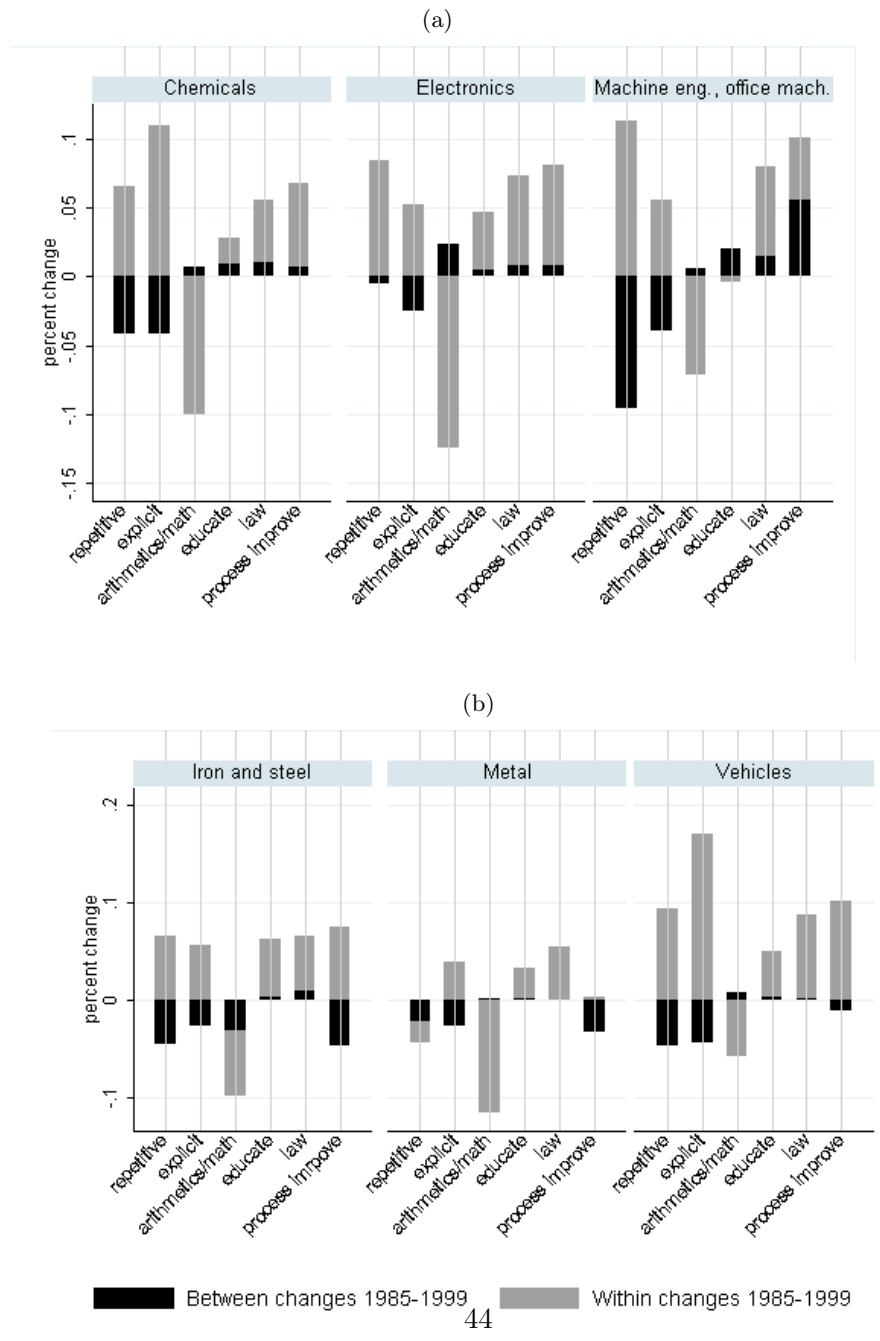 (a)
Chemicals
Electronics
Machine eng., office mach.
percent change
.1
.05
0
-.05
-.1
-.15
repetitive
explicit
arithmetics/math
educate
law
process improve
repetitive
explicit
arithmetics/math
educate
law
process improve
repetitive
explicit
arithmetics/math
educate
law
process improve
(b)
Iron and steel
Metal
Vehicles
percent change
.2
.1
0
-.1
repetitive
explicit
arithmetics/math
educate
law
process improve
repetitive
explicit
arithmetics/math
educate
law
process improve
repetitive
explicit
arithmetics/math
educate
law
process improve
Between changes 1985-1999
Within changes 1985-1999
44